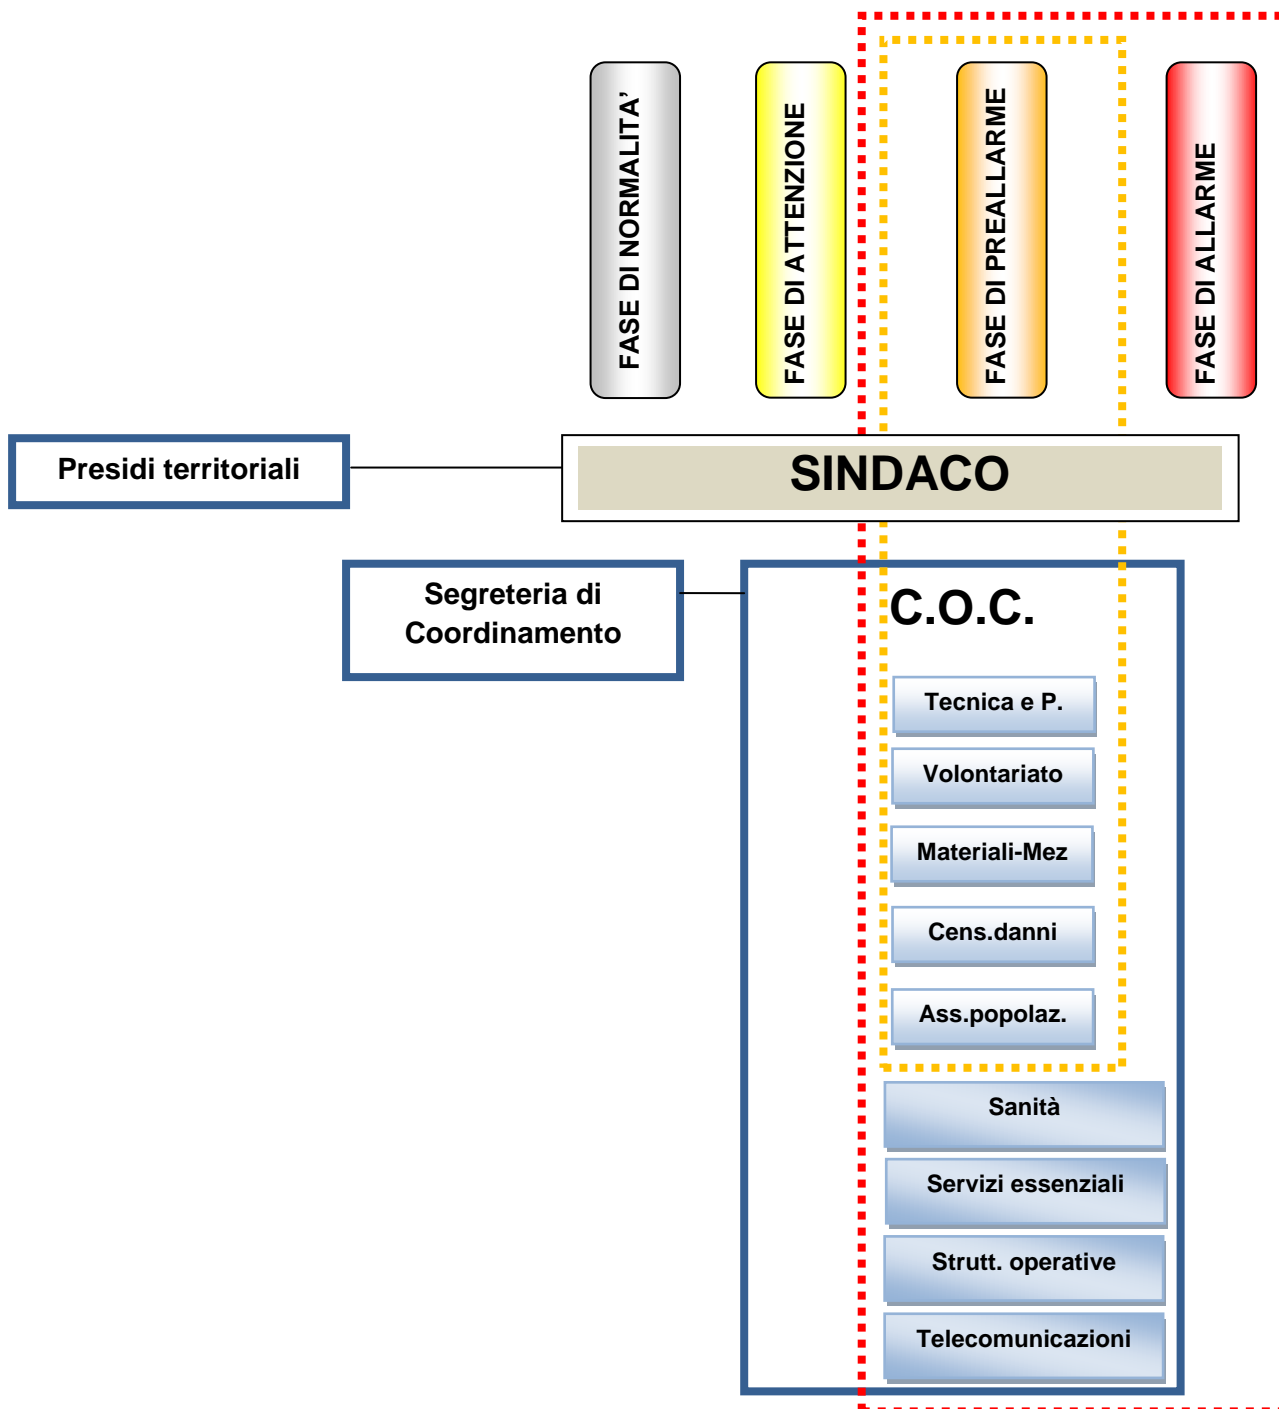 FASE DI NORMALITA’
FASE DI ATTENZIONE
FASE DI PREALLARME
FASE DI ALLARME
Presidi territoriali
SINDACO
Segreteria di
Coordinamento
C.O.C.
Tecnica e P.
Volontariato
Materiali-Mez
Cens.danni
Ass.popolaz.
Sanità
Servizi essenziali
Strutt. operative
Telecomunicazioni